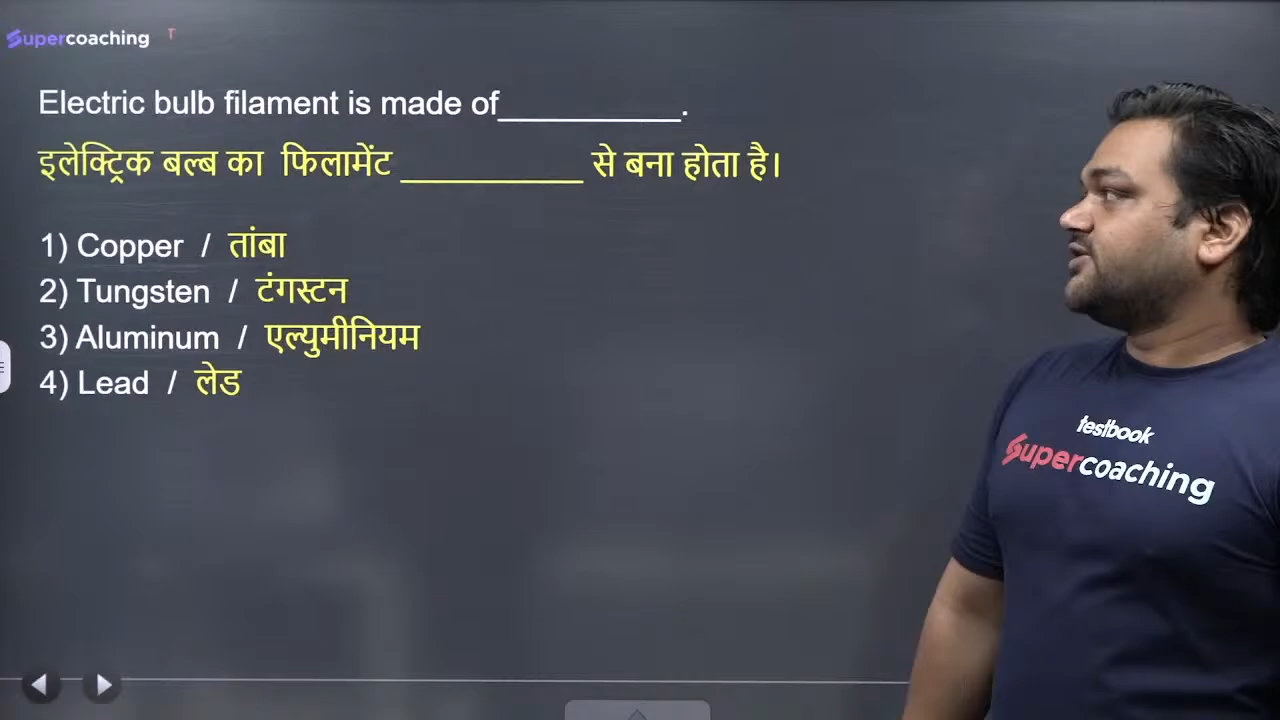 Supercoaching
Electric bulb filament is made of__________.
इलेक्ट्रिक बल्ब का फिलामेंट __________ से बना होता है।
1) Copper / तांबा
2) Tungsten / टंगस्टन
3) Aluminum / एल्युमीनियम
4) Lead / लेड
testbook
Supercoaching